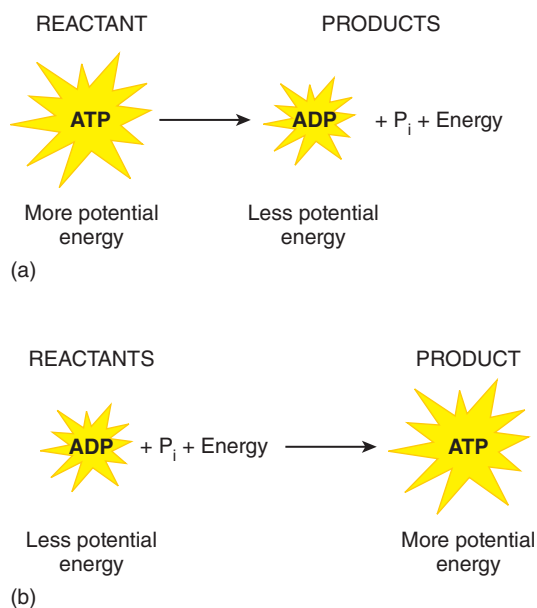 REACTANT PRODUCTS
ATP ADP + Pi + Energy
More potential energy
Less potential energy
(a)
REACTANTS PRODUCT
ADP + Pi + Energy ATP
Less potential energy
More potential energy
(b)